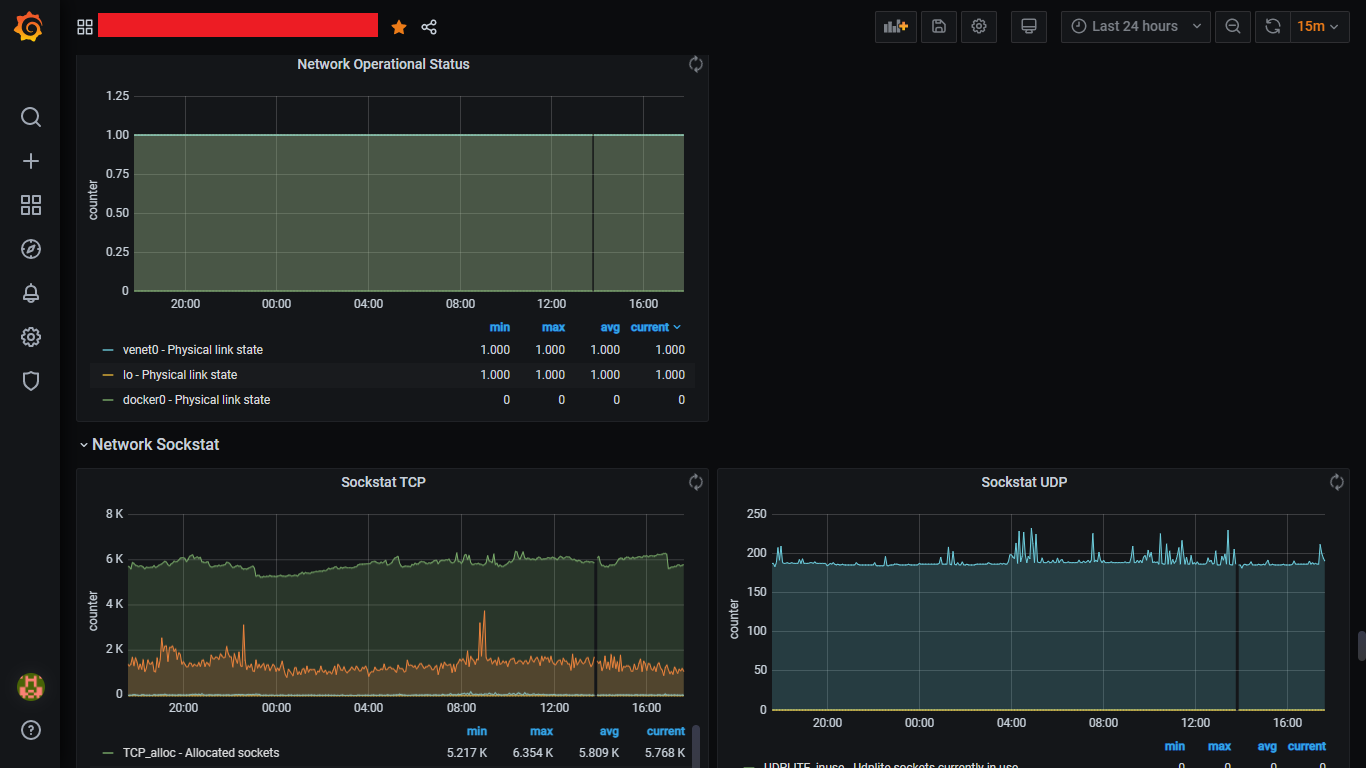 Last 24 hours
15m
Network Operational Status
1.25
1.00
0.75
0.50
0.25
0
counter
20:00 00:00 04:00 08:00 12:00 16:00
min max avg current
venet0 - Physical link state 1.000 1.000 1.000 1.000
lo - Physical link state 1.000 1.000 1.000 1.000
docker0 - Physical link state 0 0 0 0
Network Sockstat
Sockstat TCP
8 K
6 K
4 K
2 K
0
counter
20:00 00:00 04:00 08:00 12:00 16:00
min max avg current
TCP_alloc - Allocated sockets 5.217 K 6.354 K 5.809 K 5.768 K
Sockstat UDP
250
200
150
100
50
0
counter
20:00 00:00 04:00 08:00 12:00 16:00
min max avg current
UDPLITE_inuse - Udplite sockets currently in use 0 0 0 0